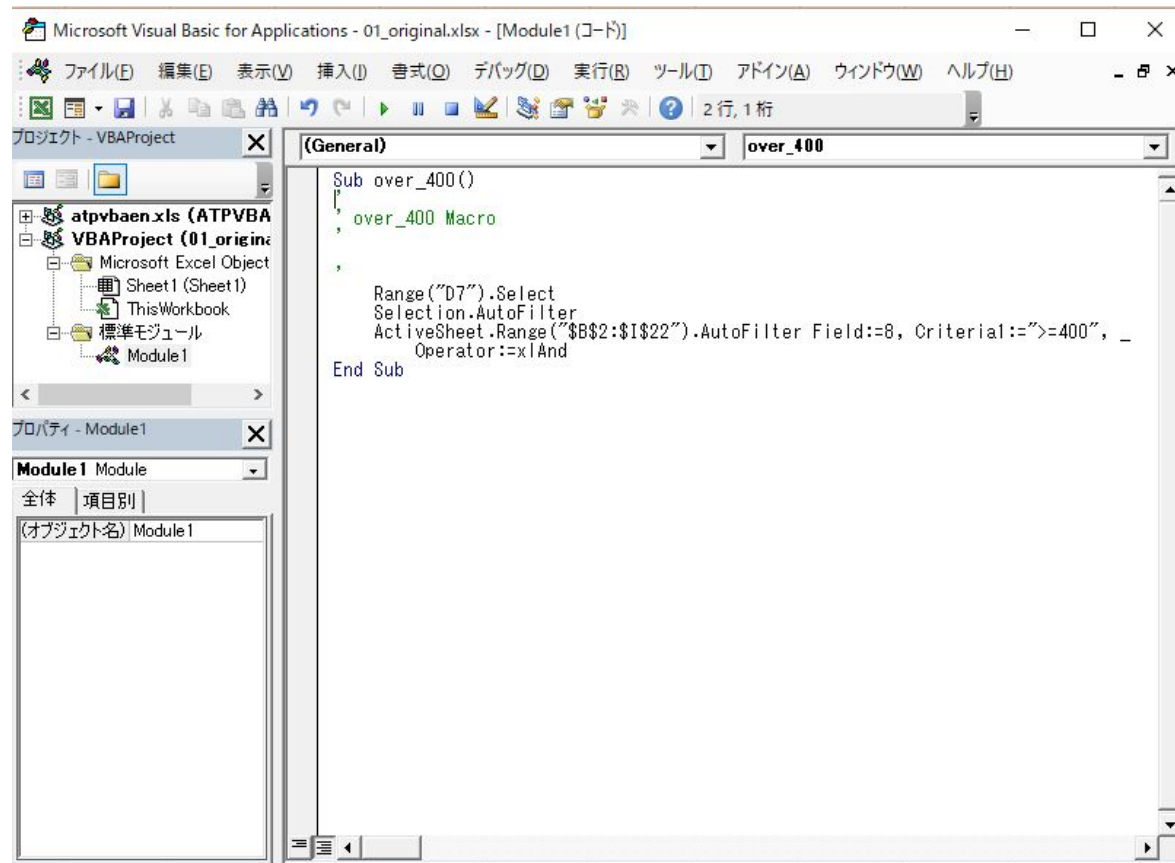 Microsoft Visual Basic for Applications - 01_original.xlsx - [Module1 (コード)]
ファイル(F) 編集(E) 表示(V) 挿入(I) 書式(O) デバッグ(D) 実行(R) ツール(T) アドイン(A) ウィンドウ(W) ヘルプ(H)
2 行, 1 桁
プロジェクト - VBAProject
atpvbaen.xls (ATPVBA
VBAProject (01_origina
Microsoft Excel Object
Sheet1 (Sheet1)
ThisWorkbook
標準モジュール
Module1
プロパティ - Module1
Module1 Module
全体 項目別
(オブジェクト名) Module1
(General) over_400
Sub over_400()
'
' over_400 Macro
'

'
    Range("D7").Select
    Selection.AutoFilter
    ActiveSheet.Range("$B$2:$I$22").AutoFilter Field:=8, Criteria1:=">=400", _
        Operator:=xlAnd
End Sub